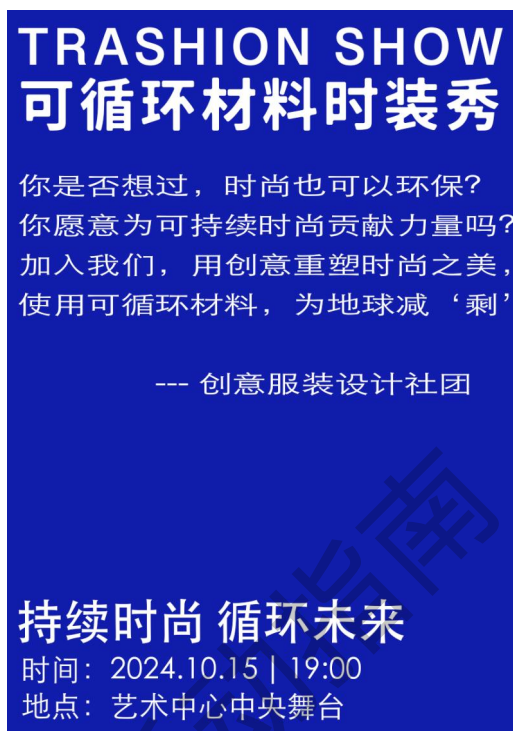 TRASHION SHOW
可循环材料时装秀
你是否想过，时尚也可以环保？
你愿意为可持续时尚贡献力量吗？
加入我们，用创意重塑时尚之美，
使用可循环材料，为地球减‘剩’
--- 创意服装设计社团
持续时尚 循环未来
时间：2024.10.15 | 19:00
地点：艺术中心中央舞台
动指南